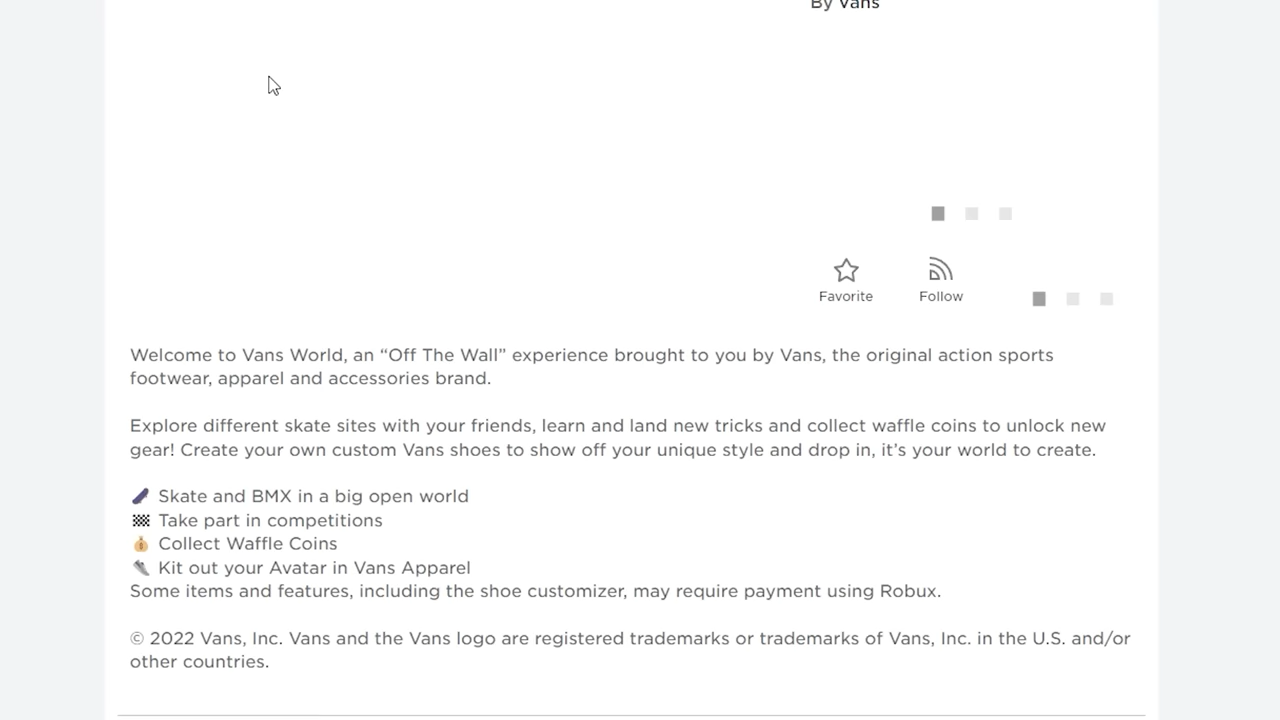 By Vans
Favorite
Follow
Welcome to Vans World, an “Off The Wall” experience brought to you by Vans, the original action sports
footwear, apparel and accessories brand.
Explore different skate sites with your friends, learn and land new tricks and collect waffle coins to unlock new
gear! Create your own custom Vans shoes to show off your unique style and drop in, it’s your world to create.
Skate and BMX in a big open world
Take part in competitions
Collect Waffle Coins
Kit out your Avatar in Vans Apparel
Some items and features, including the shoe customizer, may require payment using Robux.
© 2022 Vans, Inc. Vans and the Vans logo are registered trademarks or trademarks of Vans, Inc. in the U.S. and/or
other countries.